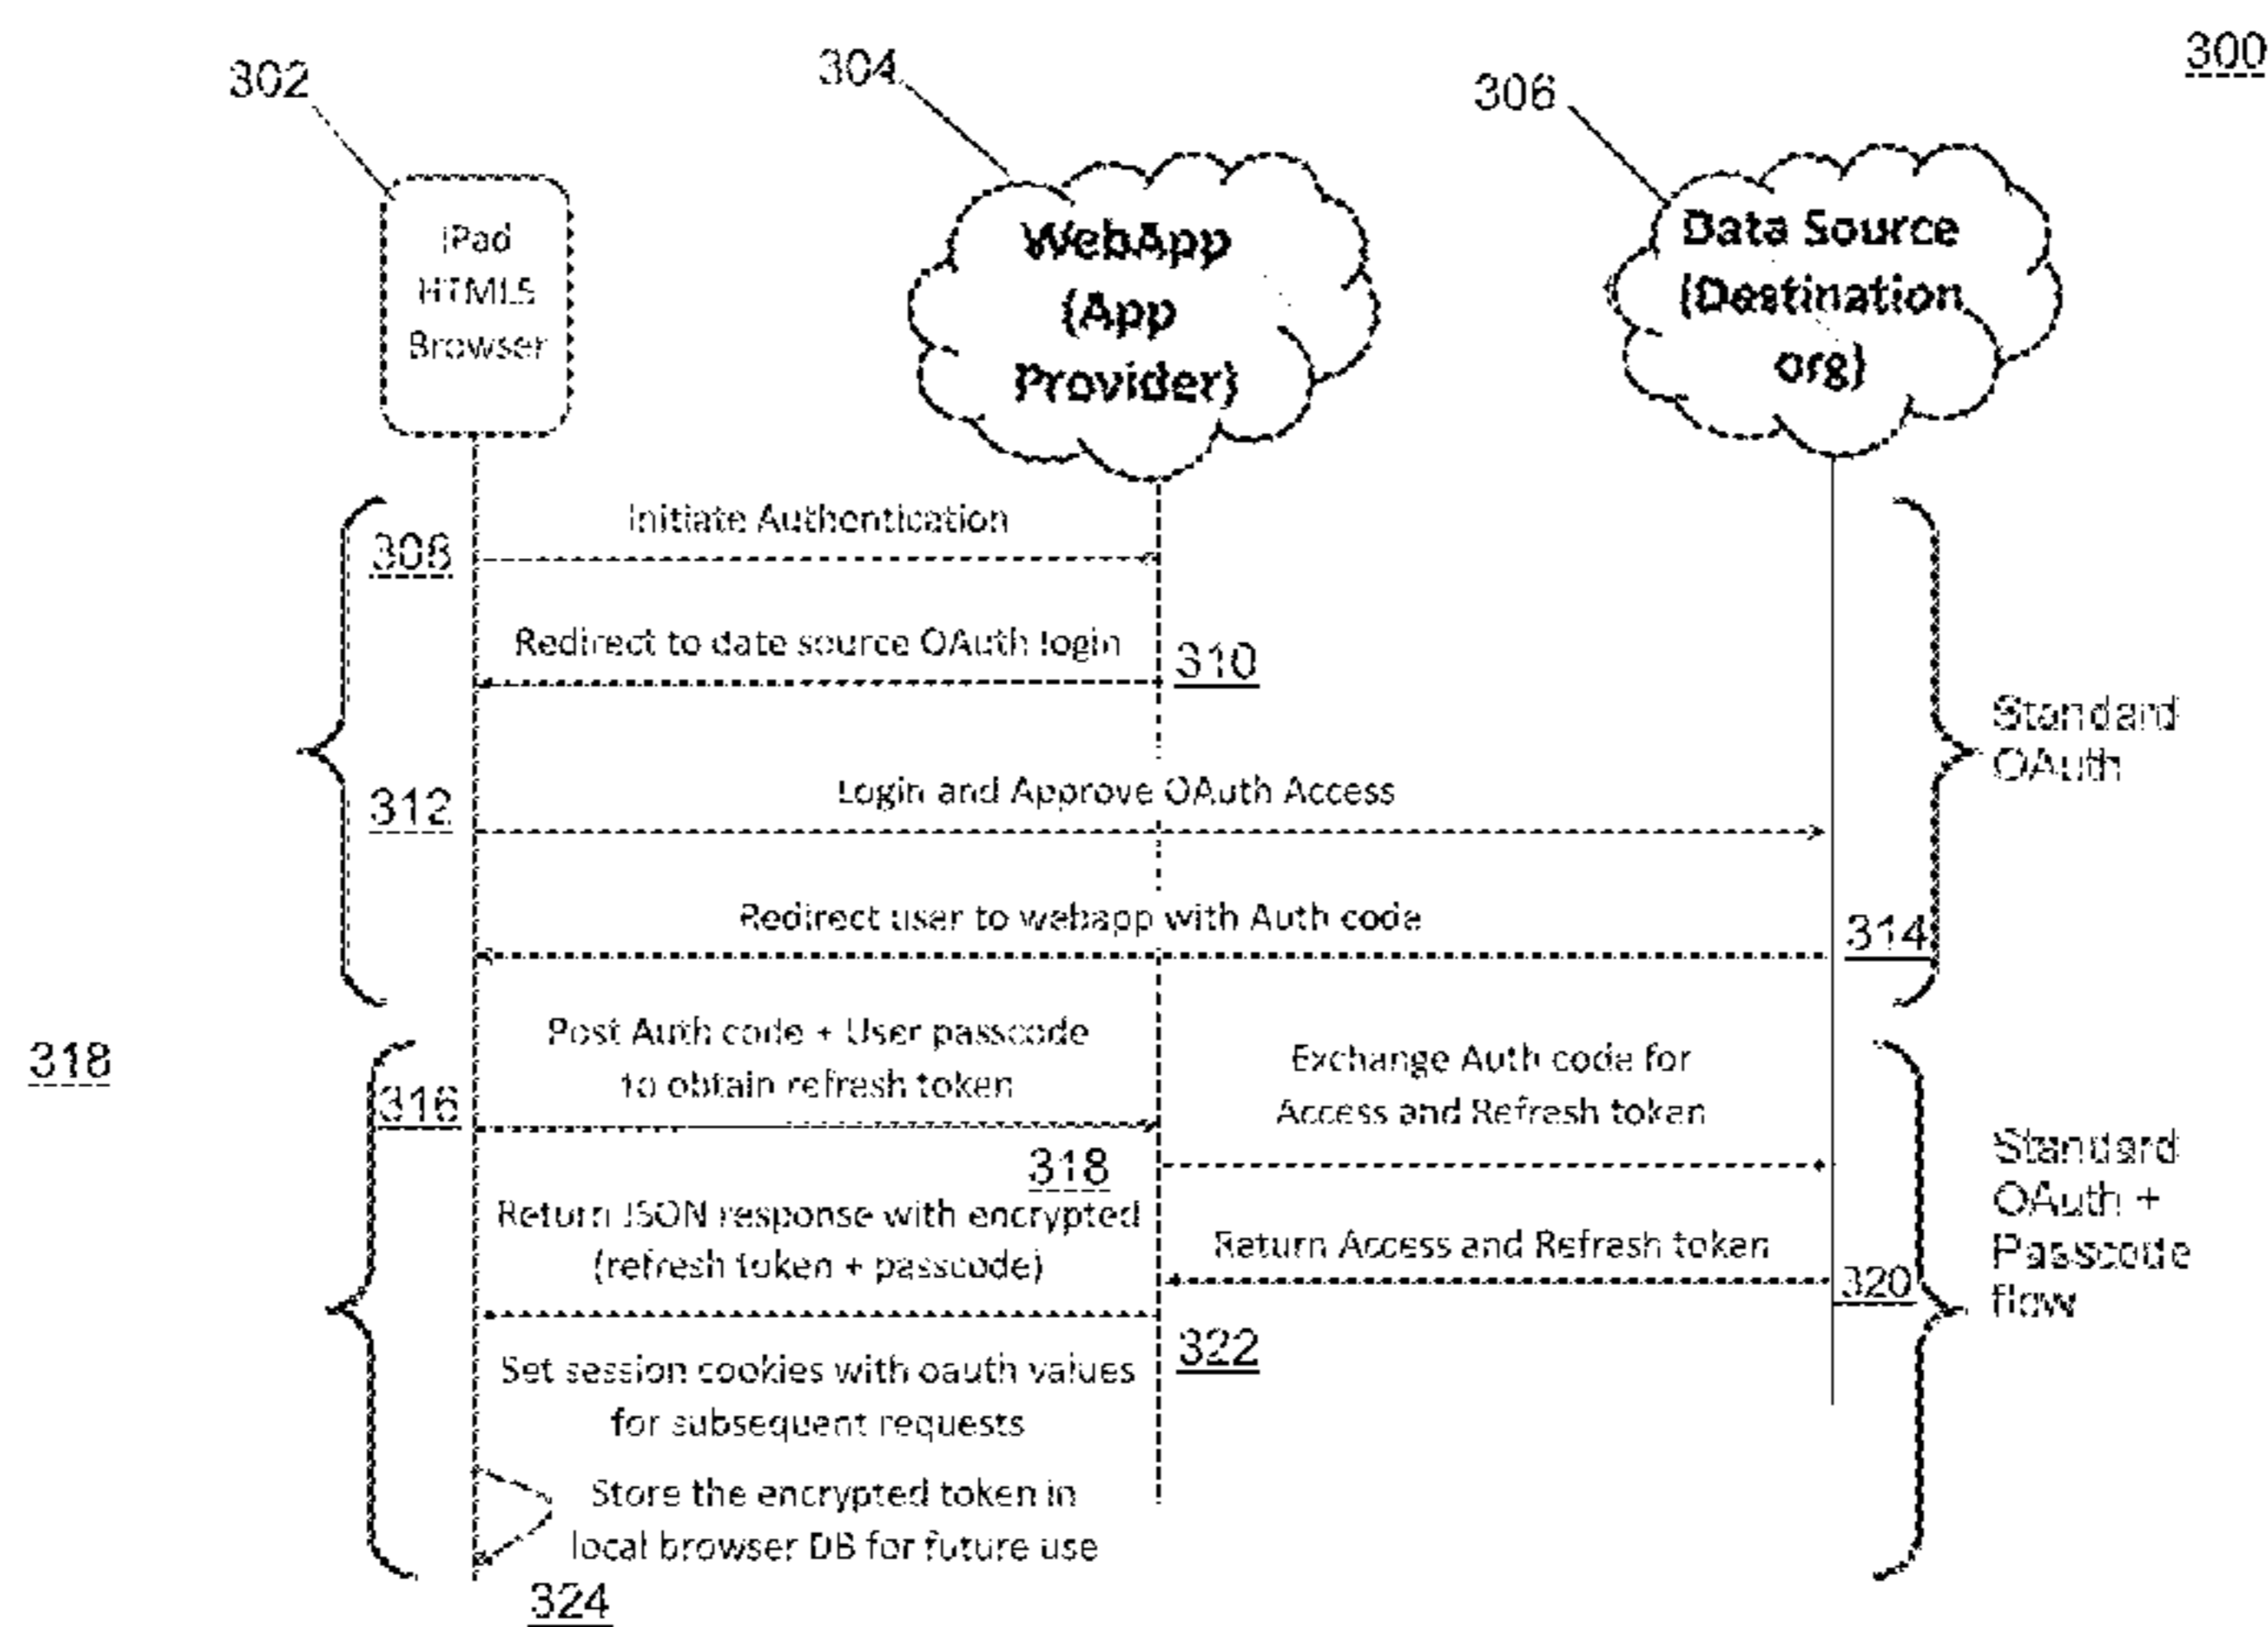 300
302
304
306
iPad
HTML5
Browser
WebApp
(App
Provider)
Data Source
(Destination
org)
Initiate Authentication
308
Redirect to date source OAuth login
310
Standard
OAuth
Login and Approve OAuth Access
312
Redirect user to webapp with Auth code
314
318
Post Auth code + User passcode
to obtain refresh token
316
Exchange Auth code for
Access and Refresh token
318
Standard
OAuth +
Passcode
flow
Return JSON response with encrypted
(refresh token + passcode)
Return Access and Refresh token
320
322
Set session cookies with oauth values
for subsequent requests
Store the encrypted token in
local browser DB for future use
324